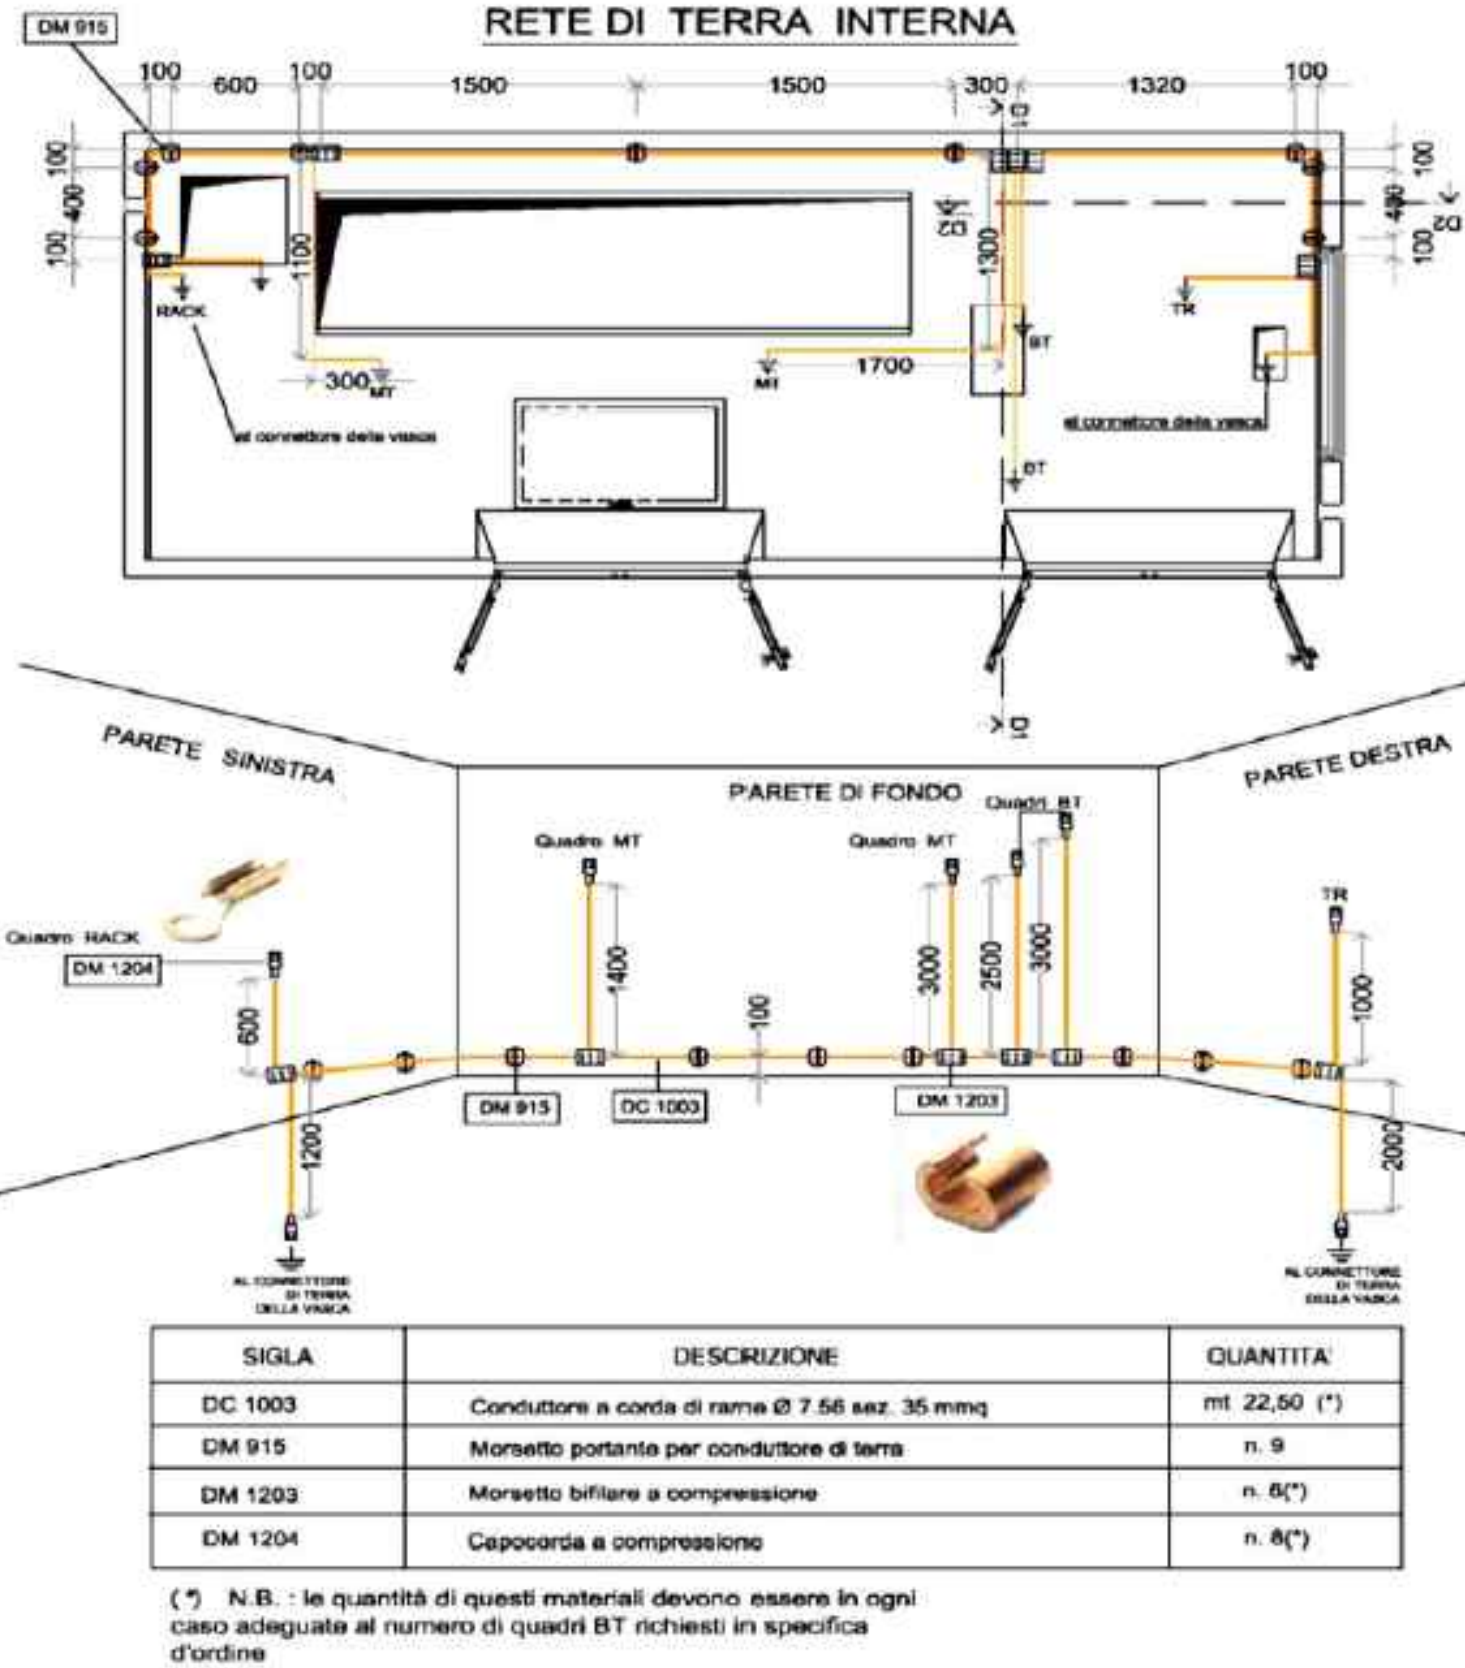 RETE DI TERRA INTERNA
DM 915
100
600
100
1500
1500
300
1320
100
D1
100
400
100
100
400
100
D2
D2
1100
1300
RACK
300
MT
MT
1700
BT
BT
TR
al connettore della vasca
al connettore della vasca
D1
PARETE SINISTRA
PARETE DI FONDO
PARETE DESTRA
Quadro MT
Quadro MT
Quadri BT
TR
Quadro RACK
DM 1204
600
1400
100
3000
2500
3000
1000
1200
2000
DM 915
DC 1003
DM 1203
AL CONNETTORE
DI TERRA
DELLA VASCA
AL CONNETTORE
DI TERRA
DELLA VASCA
SIGLA DESCRIZIONE QUANTITA'
DC 1003 Conduttore a corda di rame Ø 7.56 sez. 35 mmq mt 22,50 (*)
DM 915 Morsetto portante per conduttore di terra n. 9
DM 1203 Morsetto bifilare a compressione n. 6(*)
DM 1204 Capocorda a compressione n. 8(*)
(*) N.B. : le quantità di questi materiali devono essere in ogni
caso adeguate al numero di quadri BT richiesti in specifica
d'ordine